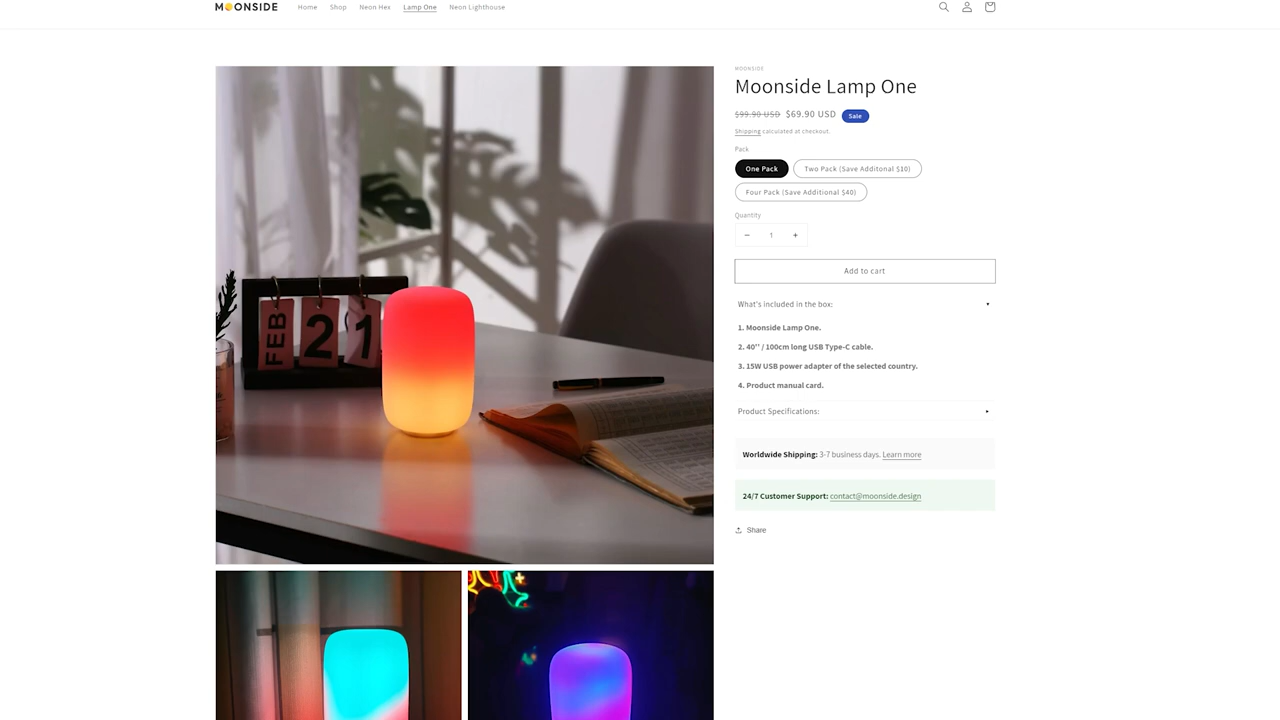 MOONSIDE
Home
Shop
Neon Hex
Lamp One
Neon Lighthouse
FEB 21
MOONSIDE
Moonside Lamp One
$99.90 USD $69.90 USD Sale
Shipping calculated at checkout.
Pack
One Pack
Two Pack (Save Additonal $10)
Four Pack (Save Additional $40)
Quantity
− 1 +
Add to cart
What's included in the box:
1. Moonside Lamp One.
2. 40'' / 100cm long USB Type-C cable.
3. 15W USB power adapter of the selected country.
4. Product manual card.
Product Specifications:
Worldwide Shipping: 3-7 business days. Learn more
24/7 Customer Support: contact@moonside.design
Share